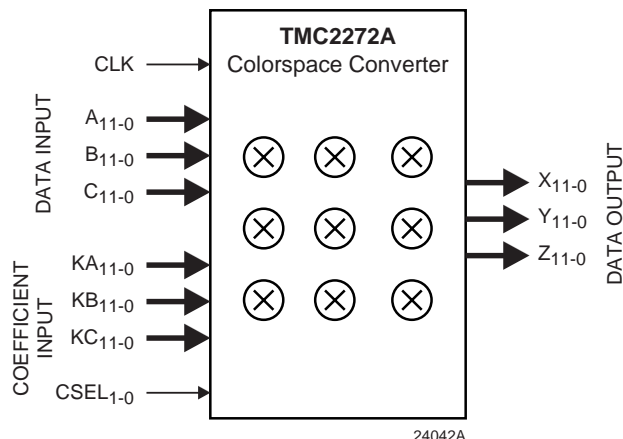 TMC2272A
Colorspace Converter
CLK
DATA INPUT
A11-0
B11-0
C11-0
COEFFICIENT
INPUT
KA11-0
KB11-0
KC11-0
CSEL1-0
X11-0
Y11-0
Z11-0
DATA OUTPUT
24042A